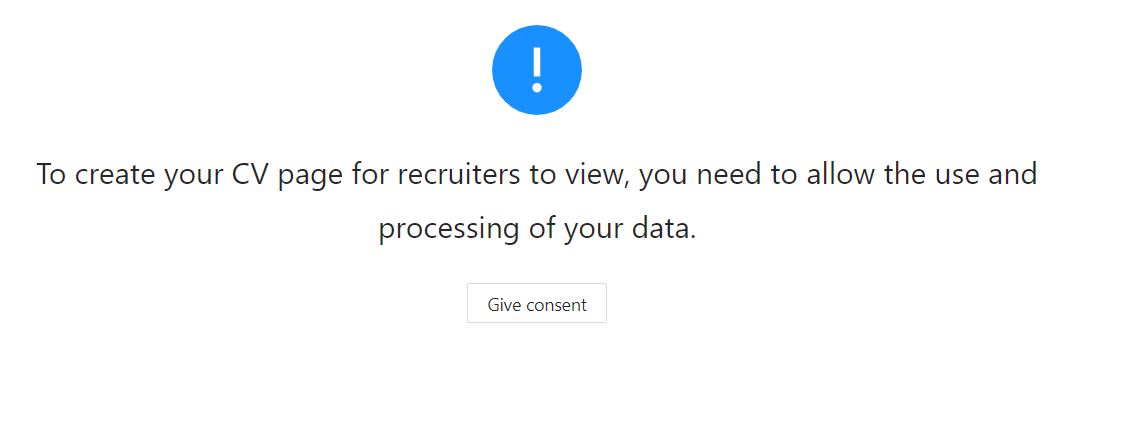 To create your CV page for recruiters to view, you need to allow the use and
processing of your data.
Give consent